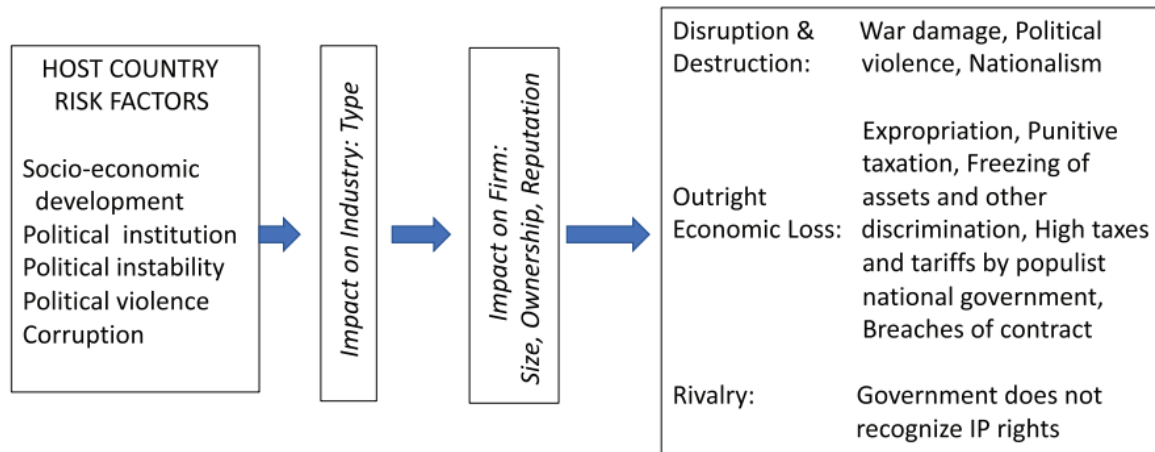 HOST COUNTRY
RISK FACTORS
Socio-economic
development
Political institution
Political instability
Political violence
Corruption
Impact on Industry: Type
Impact on Firm:
Size, Ownership, Reputation
Disruption &
Destruction:
War damage, Political
violence, Nationalism
Outright
Economic Loss:
Expropriation, Punitive
taxation, Freezing of
assets and other
discrimination, High taxes
and tariffs by populist
national government,
Breaches of contract
Rivalry:
Government does not
recognize IP rights